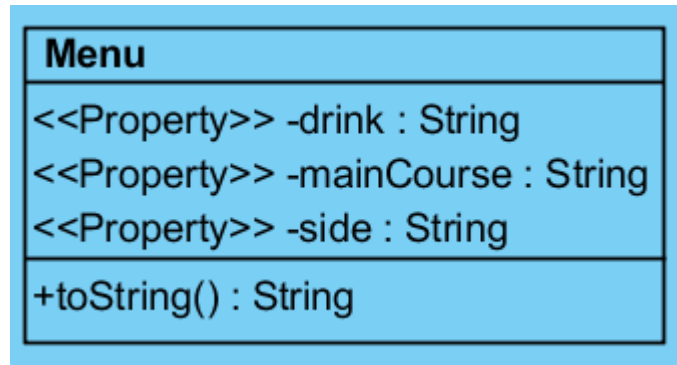 Menu
<<Property>> -drink : String
<<Property>> -mainCourse : String
<<Property>> -side : String
+toString() : String